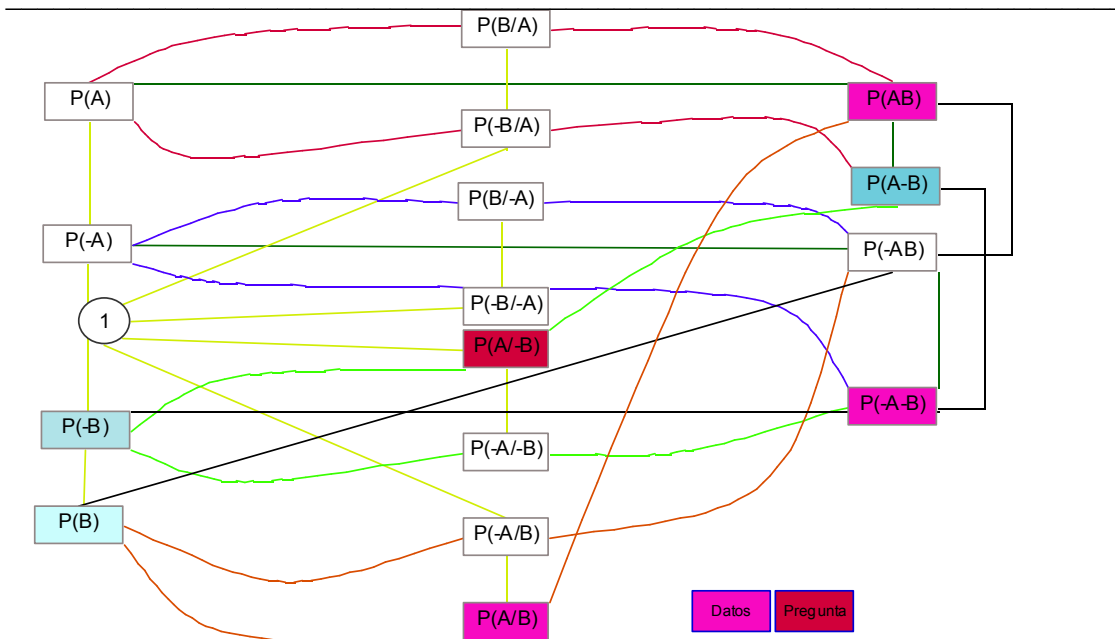 P(B/A)
P(A)
P(AB)
P(-B/A)
P(A-B)
P(B/-A)
P(-A)
P(-AB)
P(-B/-A)
1
P(A/-B)
P(-B)
P(-A-B)
P(-A/-B)
P(B)
P(-A/B)
P(A/B)
Datos
Pregunta